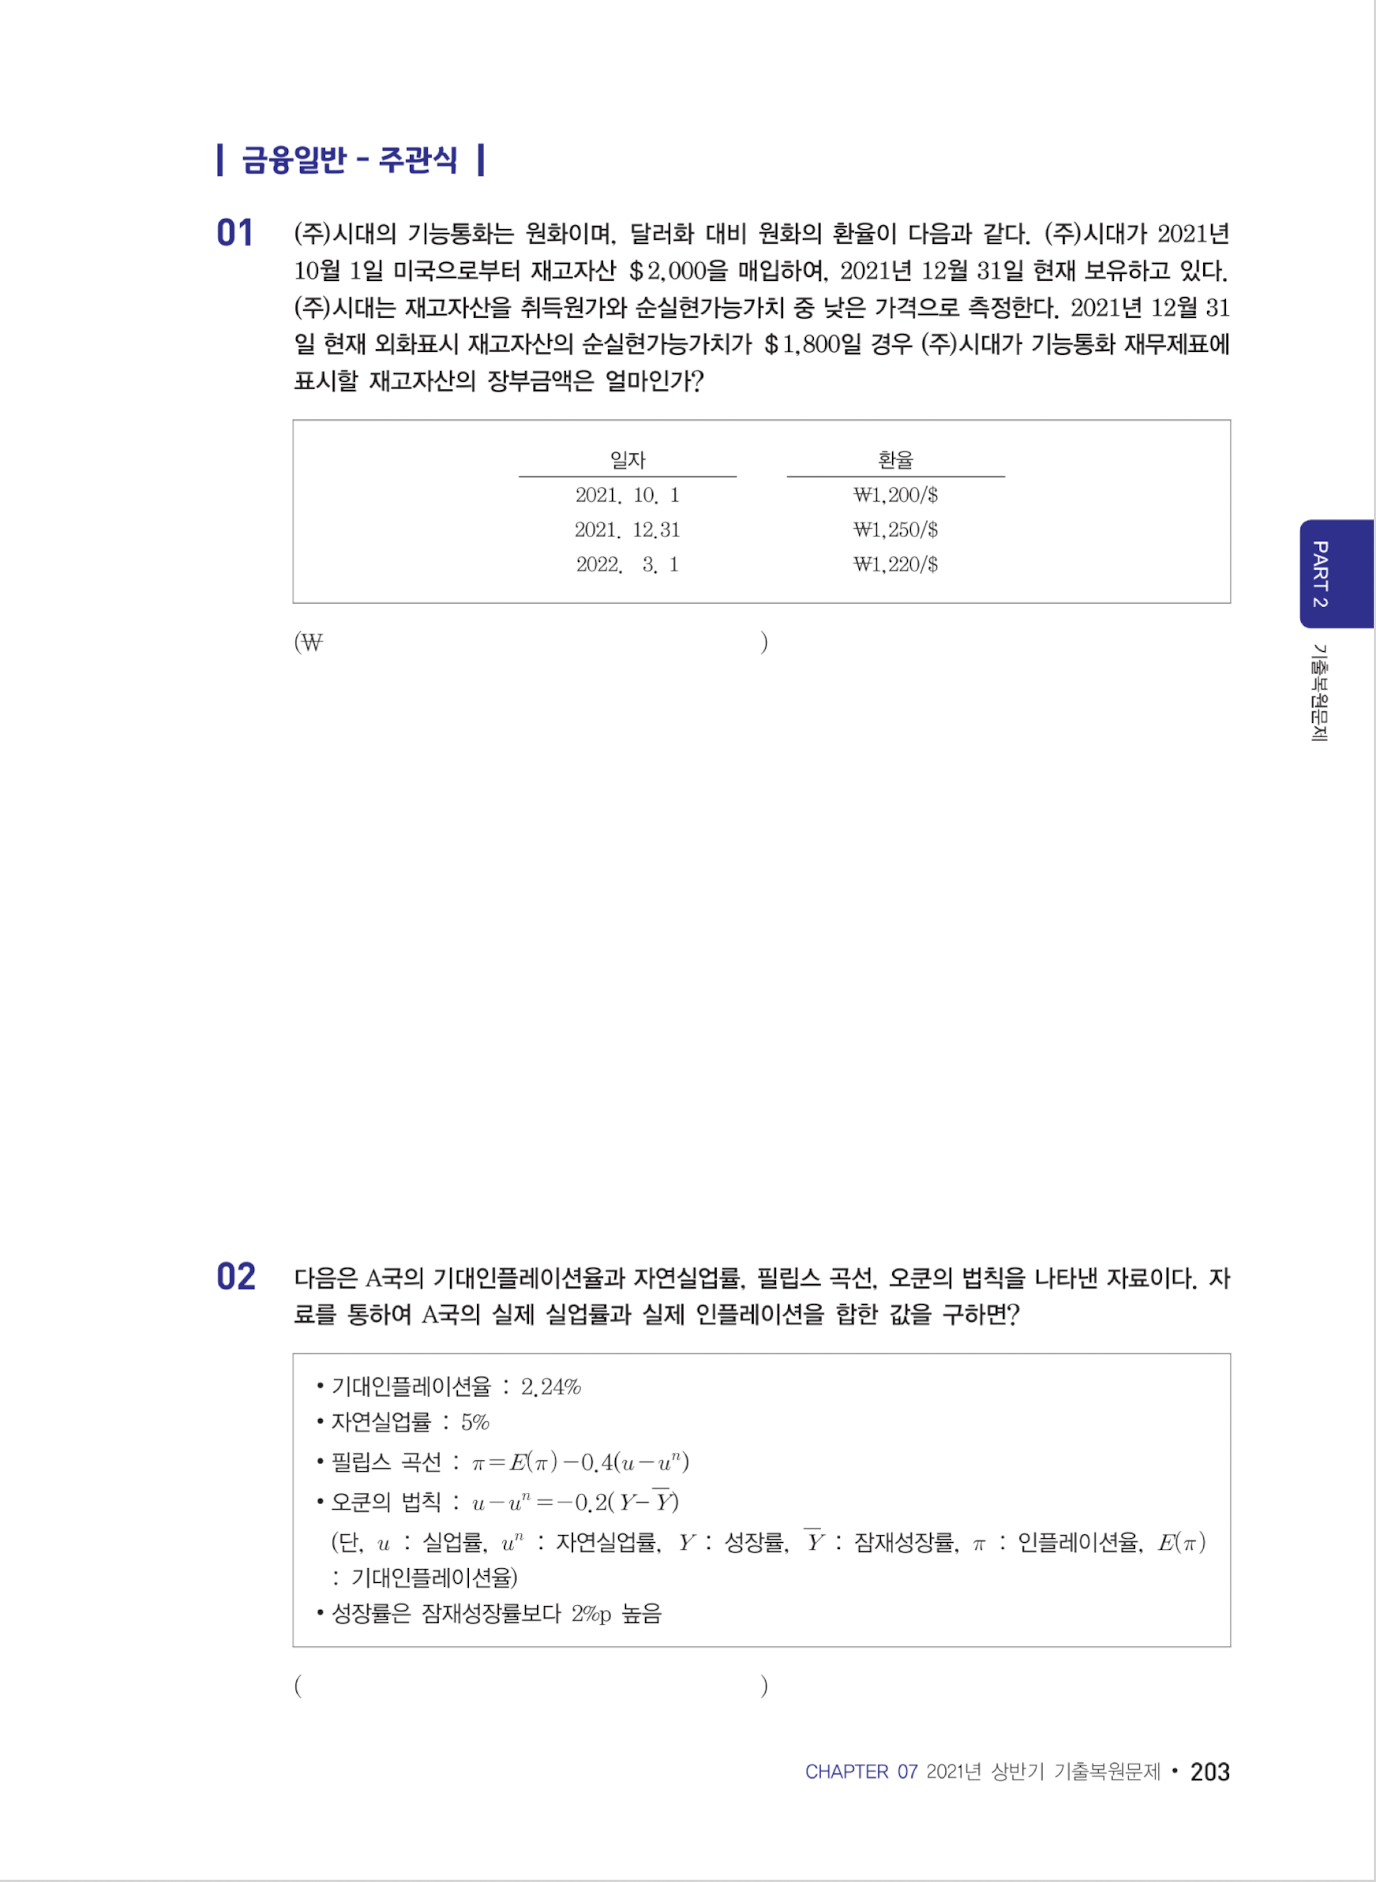 금융일반 - 주관식
01 (주)시대의 기능통화는 원화이며, 달러화 대비 원화의 환율이 다음과 같다. (주)시대가 2021년
10월 1일 미국으로부터 재고자산 $2,000을 매입하여, 2021년 12월 31일 현재 보유하고 있다.
(주)시대는 재고자산을 취득원가와 순실현가능가치 중 낮은 가격으로 측정한다. 2021년 12월 31
일 현재 외화표시 재고자산의 순실현가능가치가 $1,800일 경우 (주)시대가 기능통화 재무제표에
표시할 재고자산의 장부금액은 얼마인가?
일자 환율
2021. 10. 1 ₩1,200/$
2021. 12.31 ₩1,250/$
2022. 3. 1 ₩1,220/$
(₩ )
PART 2
기출복원문제
02 다음은 A국의 기대인플레이션율과 자연실업률, 필립스 곡선, 오쿤의 법칙을 나타낸 자료이다. 자
료를 통하여 A국의 실제 실업률과 실제 인플레이션을 합한 값을 구하면?
• 기대인플레이션율 : 2.24%
• 자연실업률 : 5%
• 필립스 곡선 : π=E(π)−0.4(u−uⁿ)
• 오쿤의 법칙 : u−uⁿ=−0.2(Y−Y̅)
(단, u : 실업률, uⁿ : 자연실업률, Y : 성장률, Y̅ : 잠재성장률, π : 인플레이션율, E(π)
: 기대인플레이션율)
• 성장률은 잠재성장률보다 2%p 높음
( )
CHAPTER 07 2021년 상반기 기출복원문제 • 203